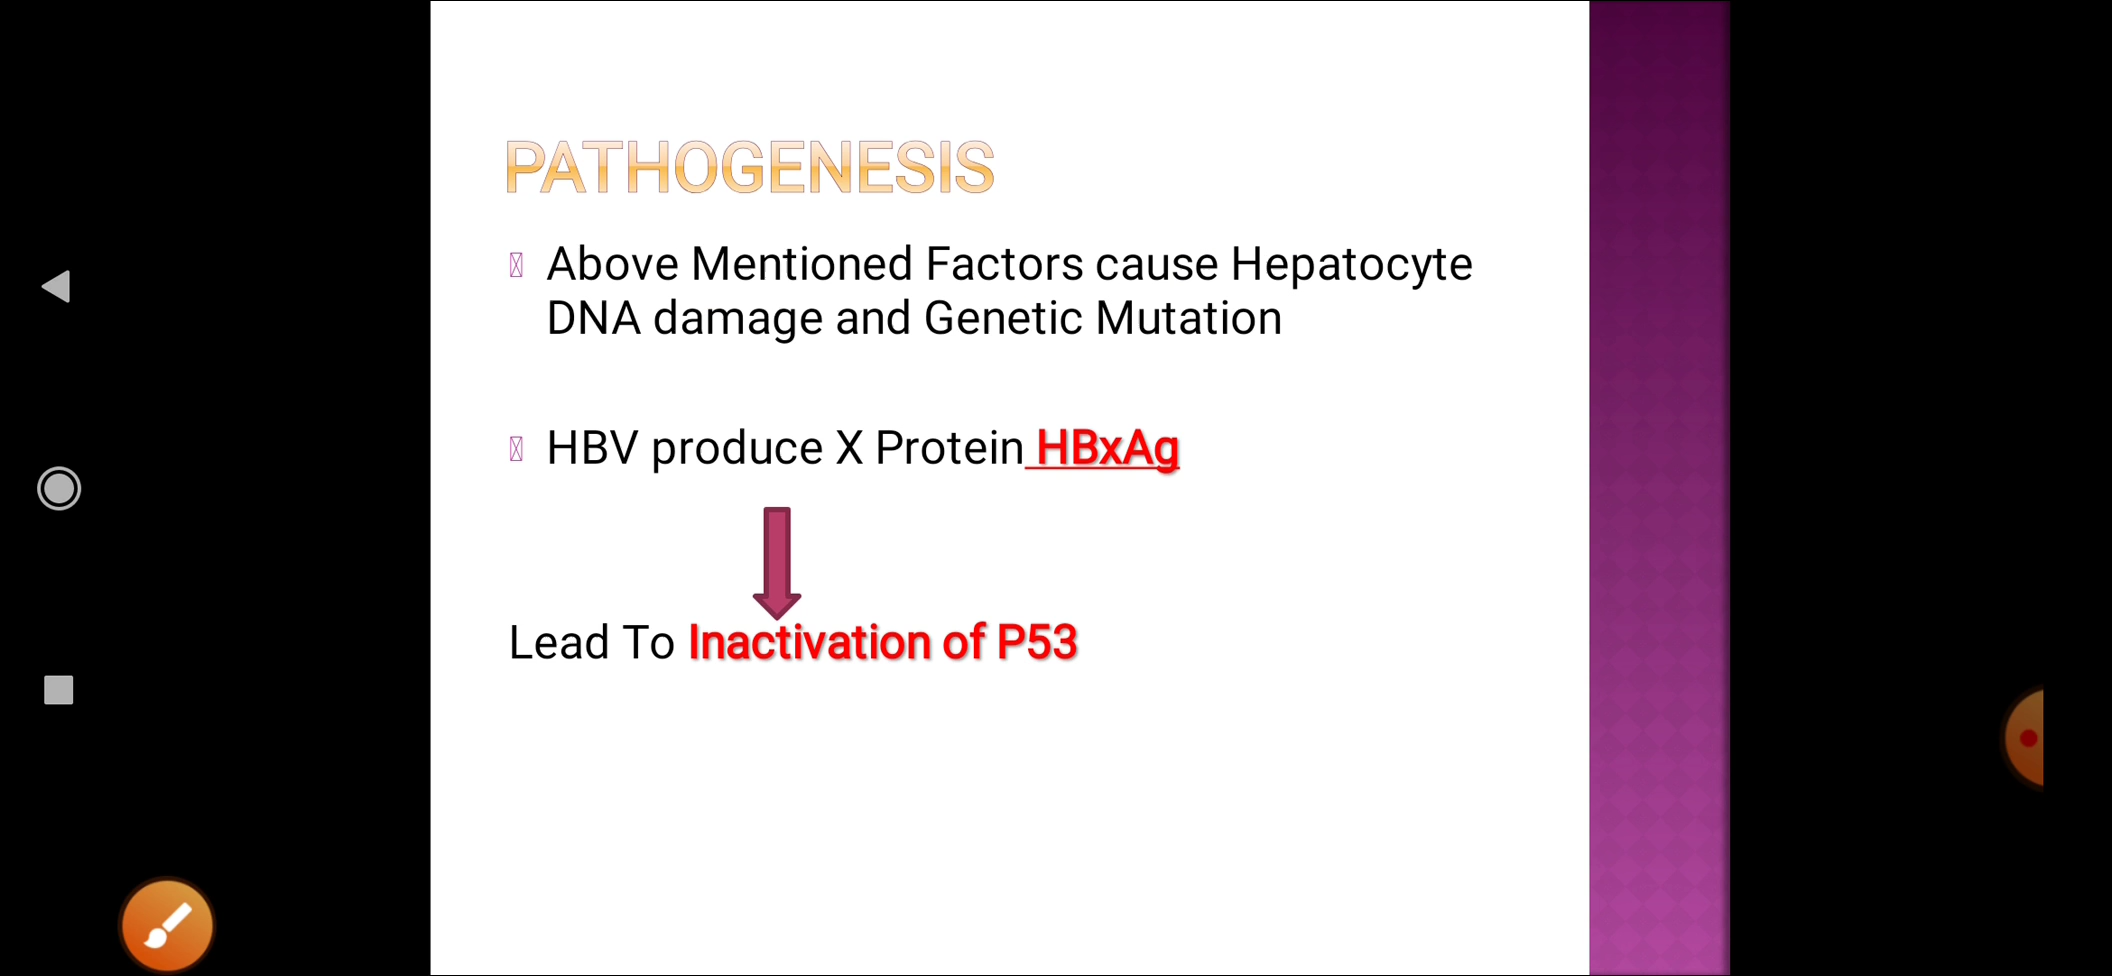 PATHOGENESIS
Above Mentioned Factors cause Hepatocyte
DNA damage and Genetic Mutation
HBV produce X Protein HBxAg
Lead To Inactivation of P53